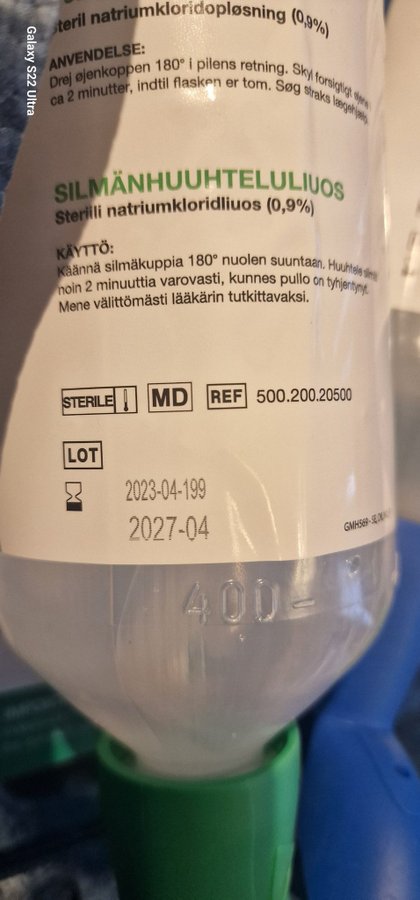 teril natriumkloridopløsning (0,9%)
ANVENDELSE:
Drej øjenkoppen 180° i pilens retning. Skyl forsigtigt
ca 2 minutter, indtil flasken er tom. Søg straks lægehjælp.
SILMÄNHUUHTELULIUOS
Steriili natriumkloridliuos (0,9%)
KÄYTTÖ:
Käännä silmäkuppia 180° nuolen suuntaan. Huuhtele
noin 2 minuuttia varovasti, kunnes pullo on tyhjentynyt.
Mene välittömästi lääkärin tutkittavaksi.
STERILE MD REF 500.200.20500
LOT
2023-04-199
2027-04
400-
Galaxy S22 Ultra